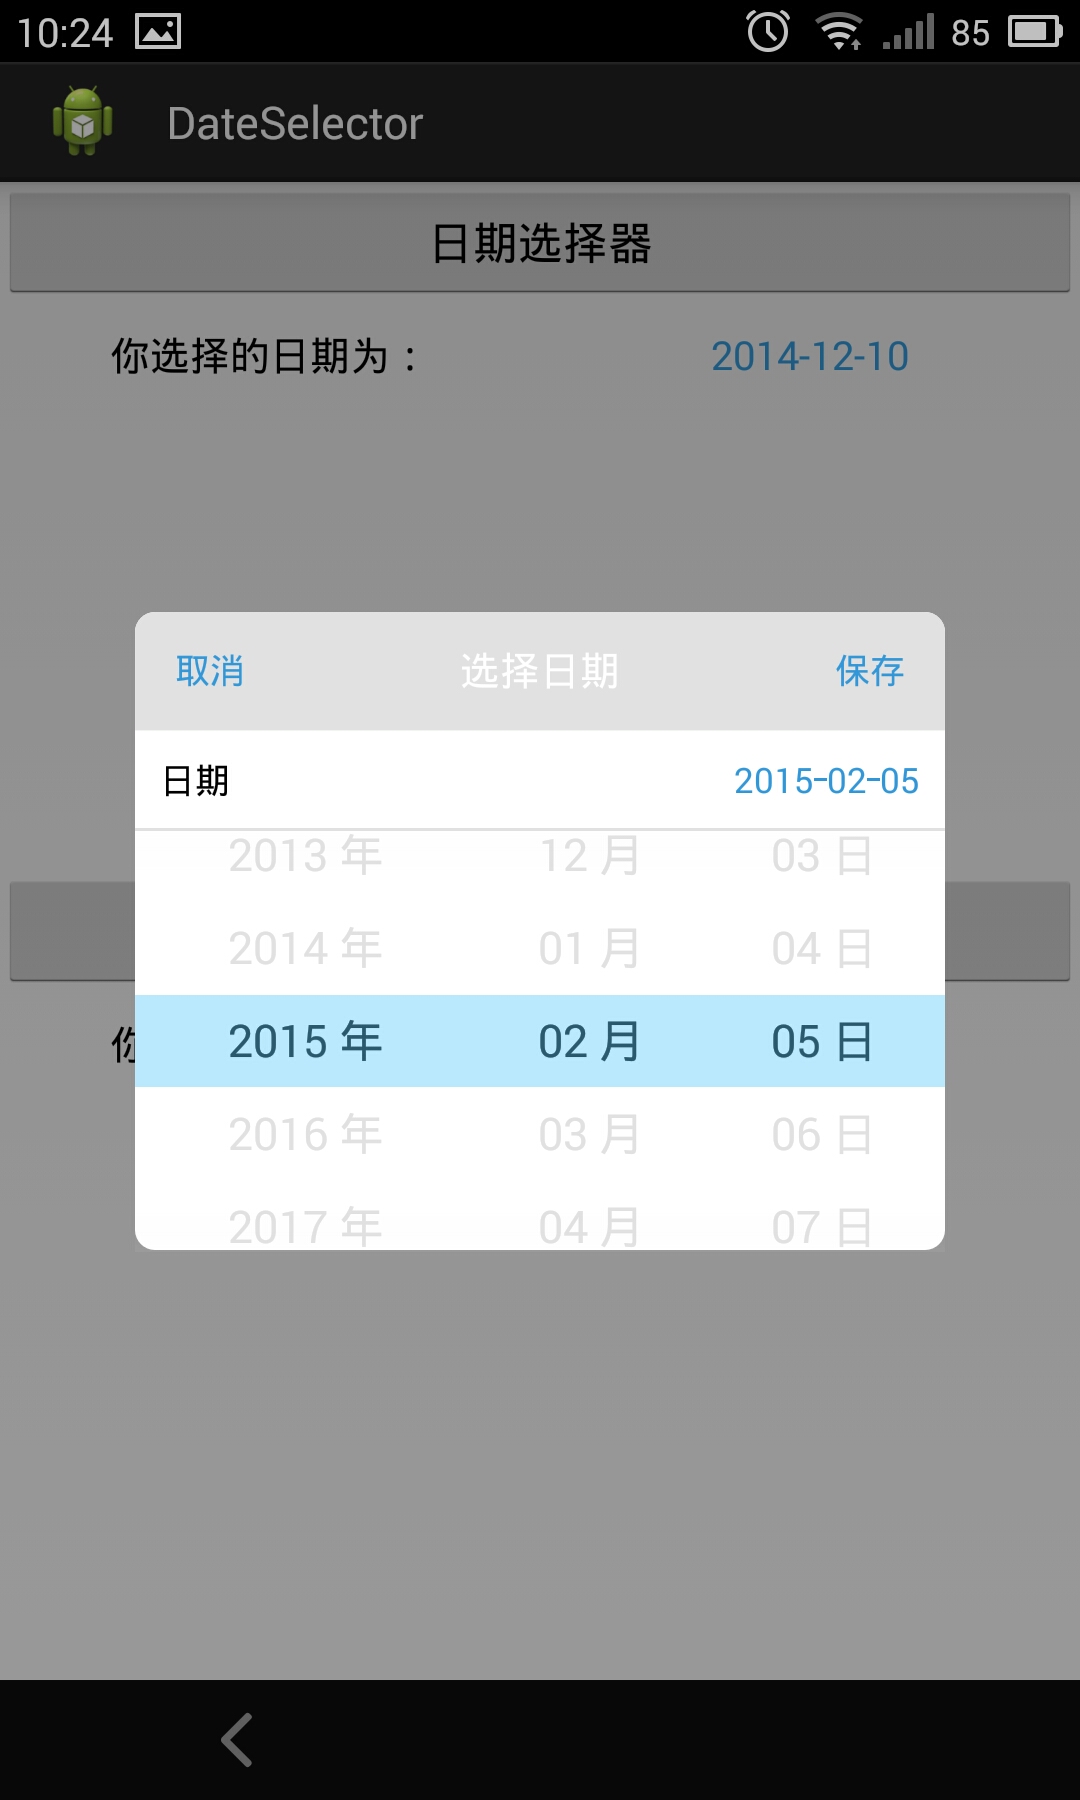 10:24 85
DateSelector
日期选择器
你选择的日期为： 2014-12-10
取消 选择日期 保存
日期 2015-02-05
2013 年 12 月 03 日
2014 年 01 月 04 日
2015 年 02 月 05 日
2016 年 03 月 06 日
2017 年 04 月 07 日